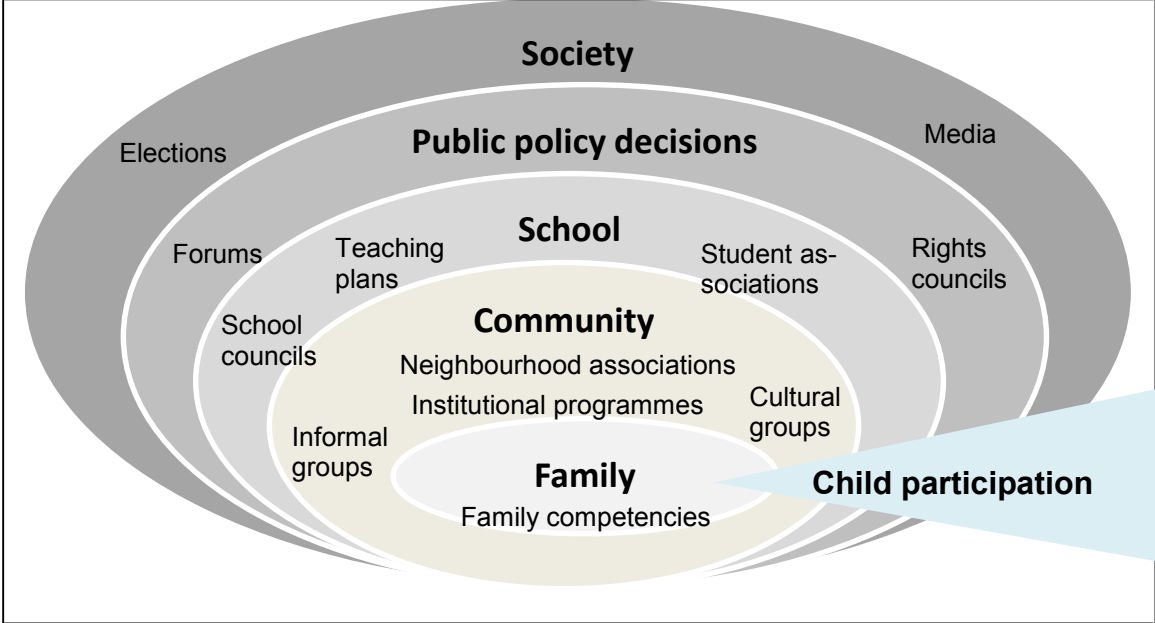 Society
Elections
Media
Public policy decisions
Forums
Rights
councils
School
Teaching
plans
Student as-
sociations
School
councils
Community
Neighbourhood associations
Institutional programmes
Cultural
groups
Informal
groups
Family
Family competencies
Child participation